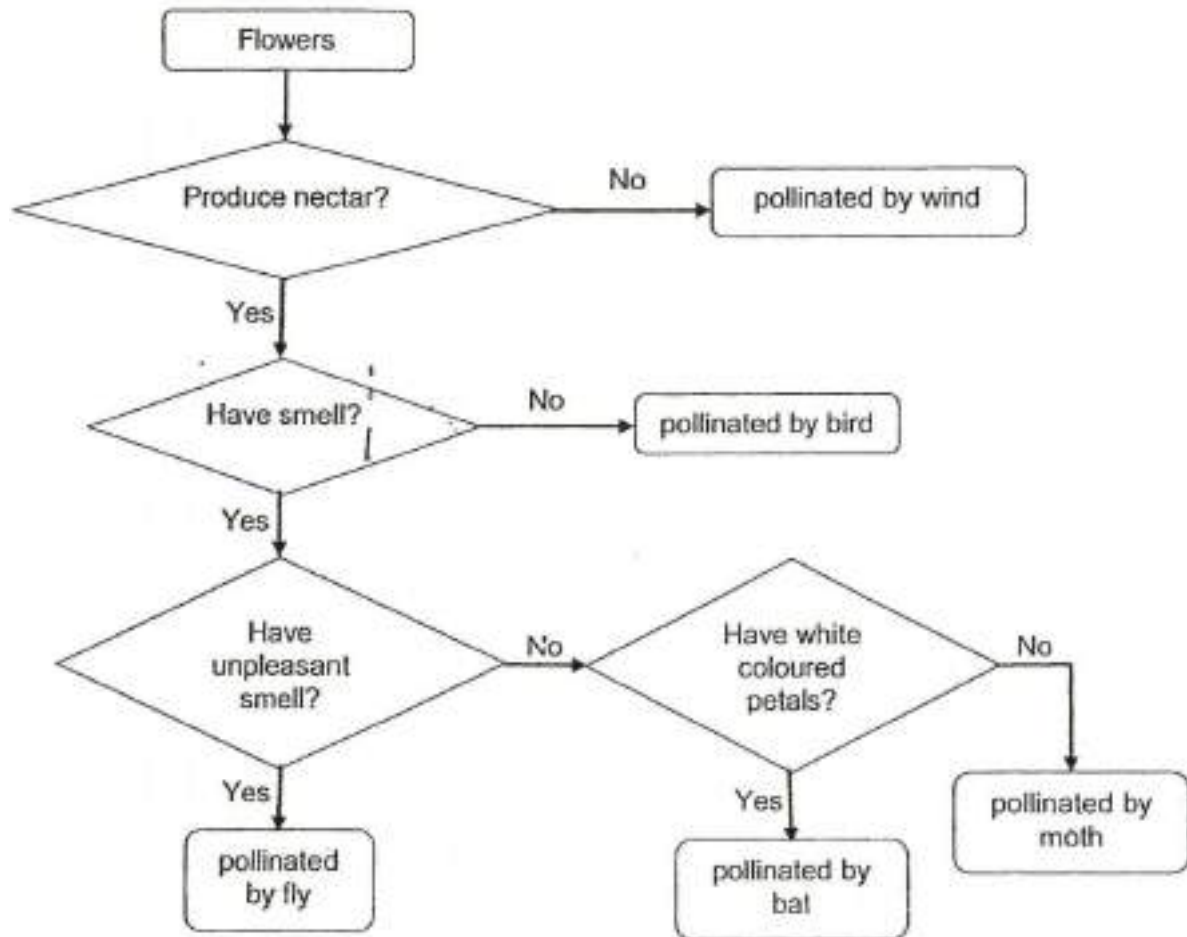 Flowers
Produce nectar?
No
pollinated by wind
Yes
Have smell?
No
pollinated by bird
Yes
Have
unpleasant
smell?
No
Have white
coloured
petals?
No
Yes
pollinated
by fly
Yes
pollinated by
bat
pollinated by
moth